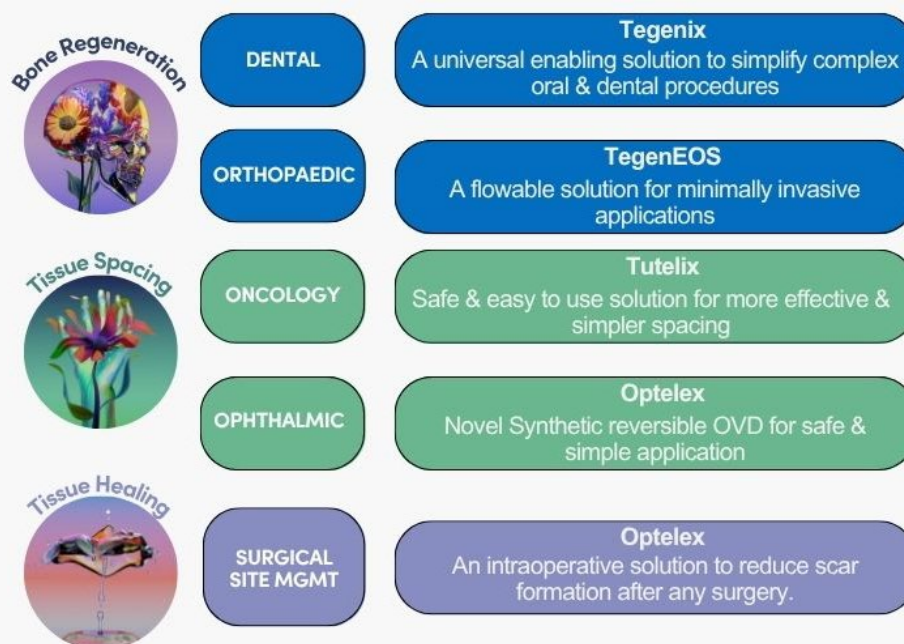 Bone Regeneration
DENTAL
Tegenix
A universal enabling solution to simplify complex
oral & dental procedures
ORTHOPAEDIC
TegenEOS
A flowable solution for minimally invasive
applications
Tissue Spacing
ONCOLOGY
Tutelix
Safe & easy to use solution for more effective &
simpler spacing
OPHTHALMIC
Optelex
Novel Synthetic reversible OVD for safe &
simple application
Tissue Healing
SURGICAL
SITE MGMT
Optelex
An intraoperative solution to reduce scar
formation after any surgery.